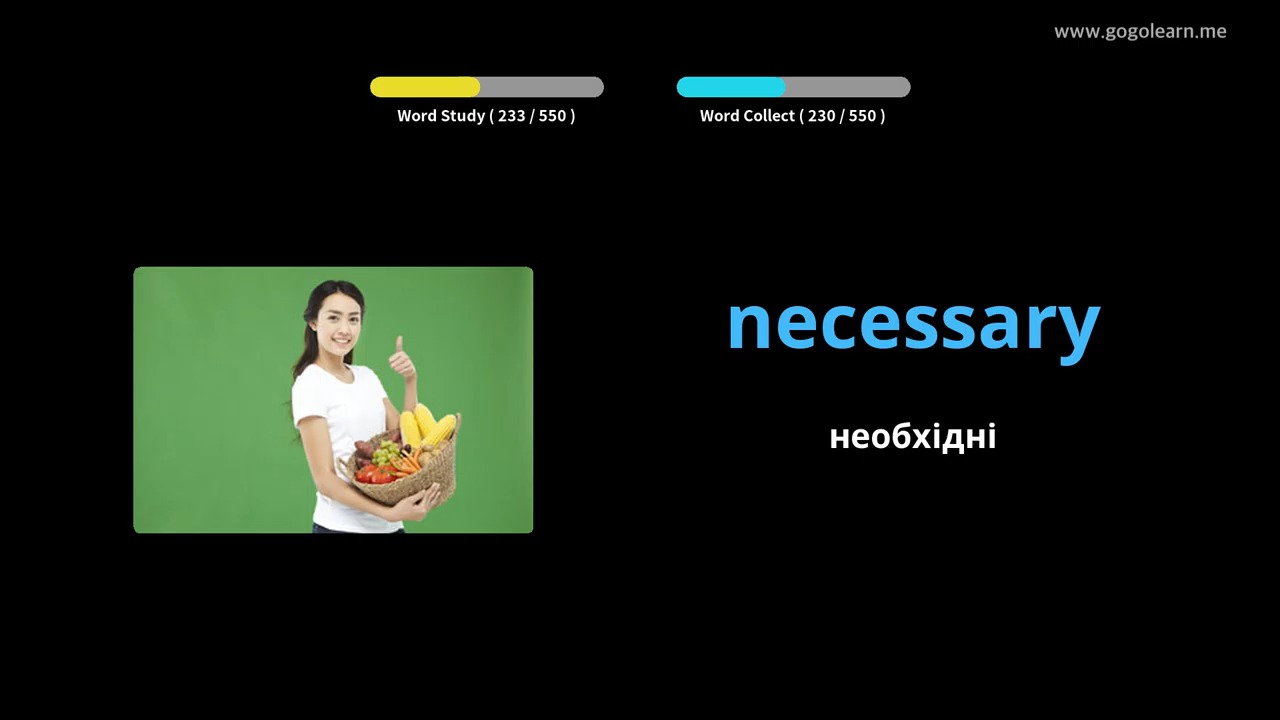 www.gogolearn.me
Word Study ( 233 / 550 )
Word Collect ( 230 / 550 )
necessary
необхідні